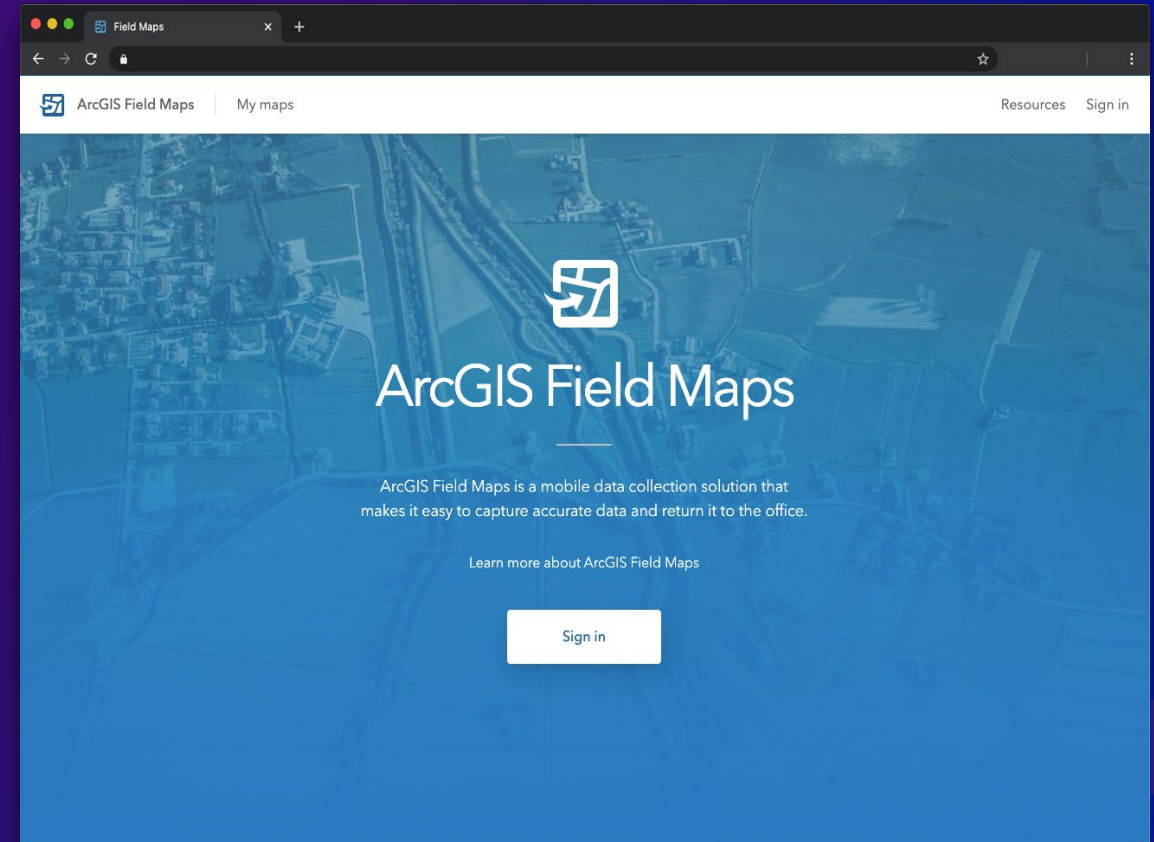 Field Maps
ArcGIS Field Maps
My maps
Resources
Sign in
ArcGIS Field Maps
ArcGIS Field Maps is a mobile data collection solution that
makes it easy to capture accurate data and return it to the office.
Learn more about ArcGIS Field Maps
Sign in